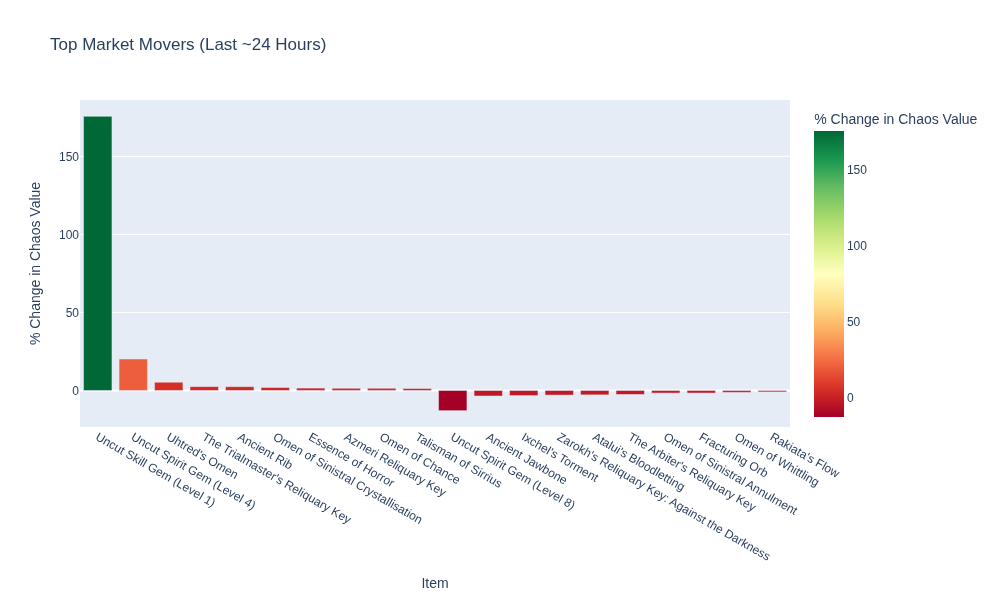 Top Market Movers (Last ~24 Hours)
% Change in Chaos Value
150
100
50
0
% Change in Chaos Value
150
100
50
0
Uncut Skill Gem (Level 1)
Uncut Spirit Gem (Level 4)
Uhtred's Omen
The Trialmaster's Reliquary Key
Ancient Rib
Omen of Sinistral Crystallisation
Essence of Horror
Azmeri Reliquary Key
Omen of Chance
Talisman of Sirrius
Uncut Spirit Gem (Level 8)
Ancient Jawbone
Ixchel's Torment
Zarokh's Reliquary Key: Against the Darkness
Atalui's Bloodletting
The Arbiter's Reliquary Key
Omen of Sinistral Annulment
Fracturing Orb
Omen of Whittling
Rakiata's Flow
Item